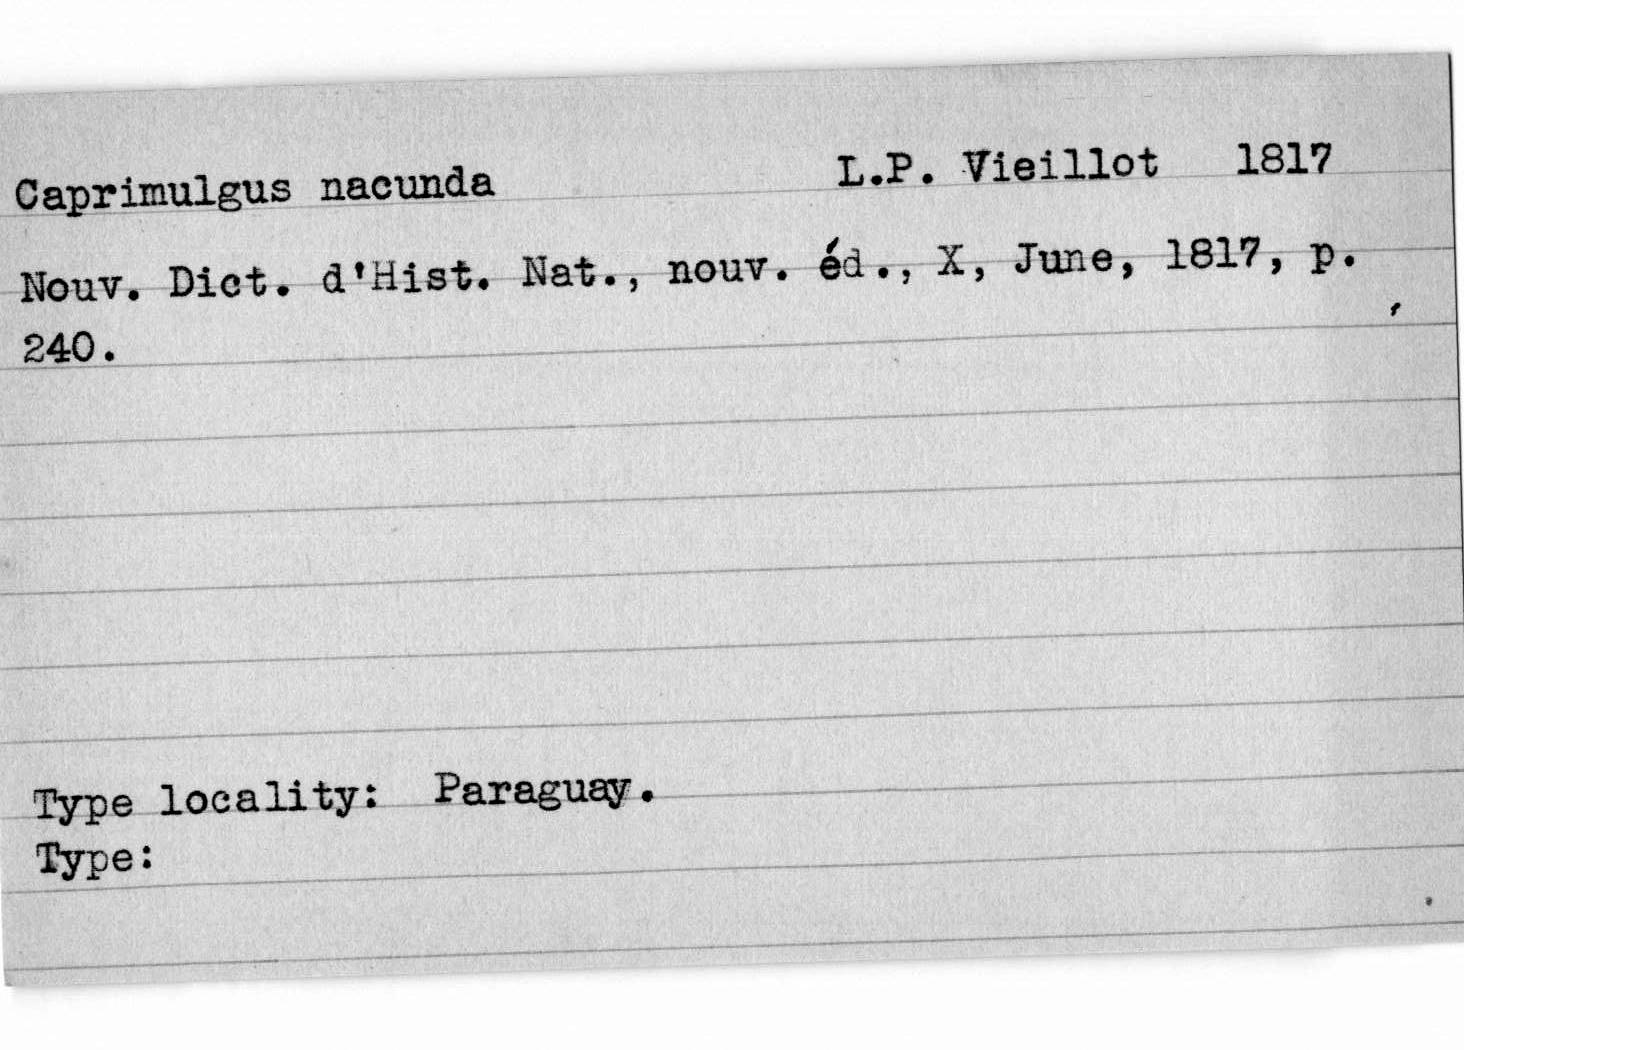 Caprimulgus nacunda L.P. Vieillot 1817
Nouv. Dict. d'Hist. Nat., nouv. éd., X, June, 1817, p.
240.
Type locality: Paraguay.
Type: